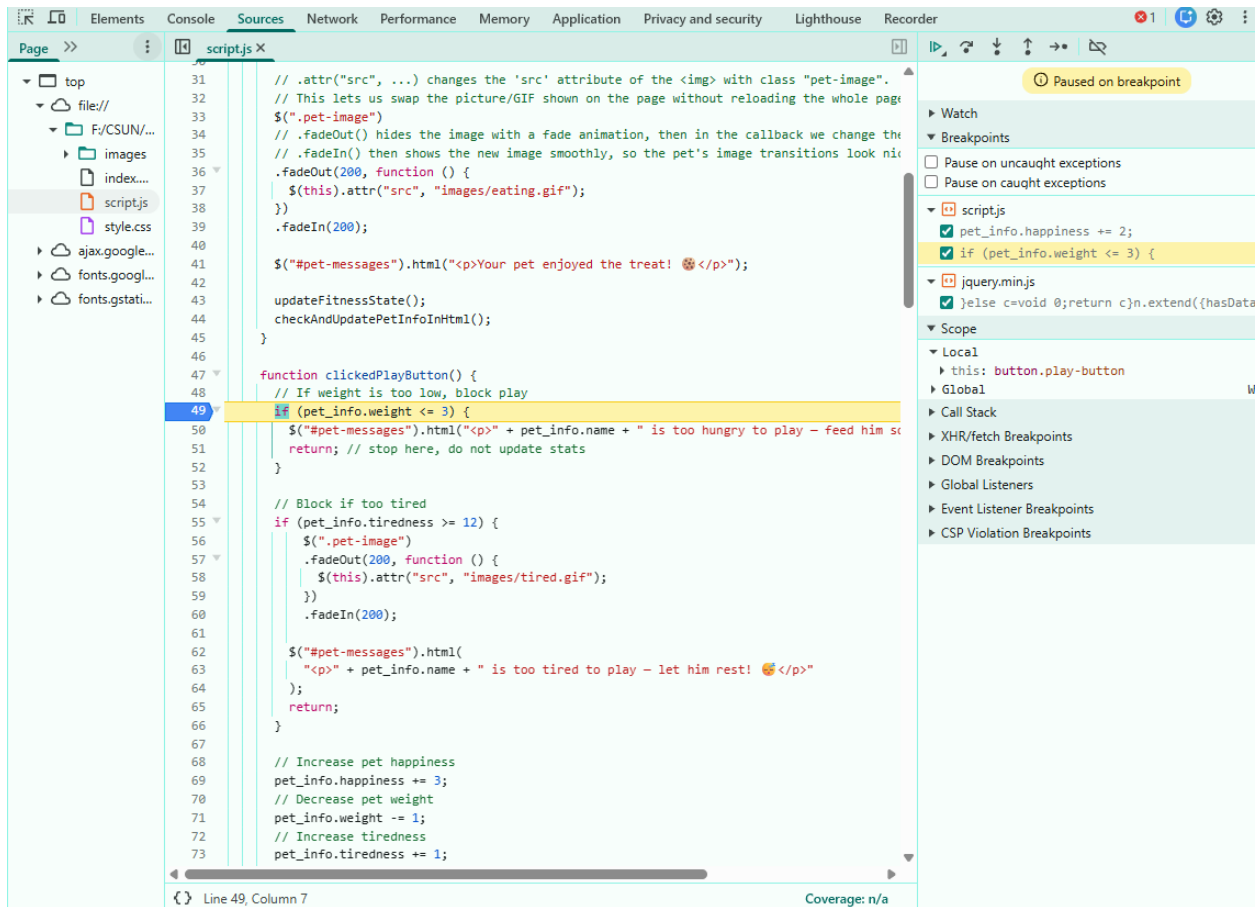 Elements Console Sources Network Performance Memory Application Privacy and security Lighthouse Recorder 1
Page
top
file://
F:/CSUN/...
images
index....
script.js
style.css
ajax.google...
fonts.googl...
fonts.gstati...
script.js
31 // .attr("src", ...) changes the 'src' attribute of the <img> with class "pet-image".
32 // This lets us swap the picture/GIF shown on the page without reloading the whole page
33 $(".pet-image")
34 // .fadeOut() hides the image with a fade animation, then in the callback we change the
35 // .fadeIn() then shows the new image smoothly, so the pet's image transitions look nic
36 .fadeOut(200, function () {
37 $(this).attr("src", "images/eating.gif");
38 })
39 .fadeIn(200);
40
41 $("#pet-messages").html("<p>Your pet enjoyed the treat! 🍪</p>");
42
43 updateFitnessState();
44 checkAndUpdatePetInfoInHtml();
45 }
46
47 function clickedPlayButton() {
48 // If weight is too low, block play
49 if (pet_info.weight <= 3) {
50 $("#pet-messages").html("<p>" + pet_info.name + " is too hungry to play — feed him so
51 return; // stop here, do not update stats
52 }
53
54 // Block if too tired
55 if (pet_info.tiredness >= 12) {
56 $(".pet-image")
57 .fadeOut(200, function () {
58 $(this).attr("src", "images/tired.gif");
59 })
60 .fadeIn(200);
61
62 $("#pet-messages").html(
63 "<p>" + pet_info.name + " is too tired to play — let him rest! 😴</p>"
64 );
65 return;
66 }
67
68 // Increase pet happiness
69 pet_info.happiness += 3;
70 // Decrease pet weight
71 pet_info.weight -= 1;
72 // Increase tiredness
73 pet_info.tiredness += 1;
{} Line 49, Column 7 Coverage: n/a
Paused on breakpoint
Watch
Breakpoints
Pause on uncaught exceptions
Pause on caught exceptions
script.js
pet_info.happiness += 2;
if (pet_info.weight <= 3) {
jquery.min.js
}else c=void 0;return c}n.extend({hasData
Scope
Local
this: button.play-button
Global W
Call Stack
XHR/fetch Breakpoints
DOM Breakpoints
Global Listeners
Event Listener Breakpoints
CSP Violation Breakpoints